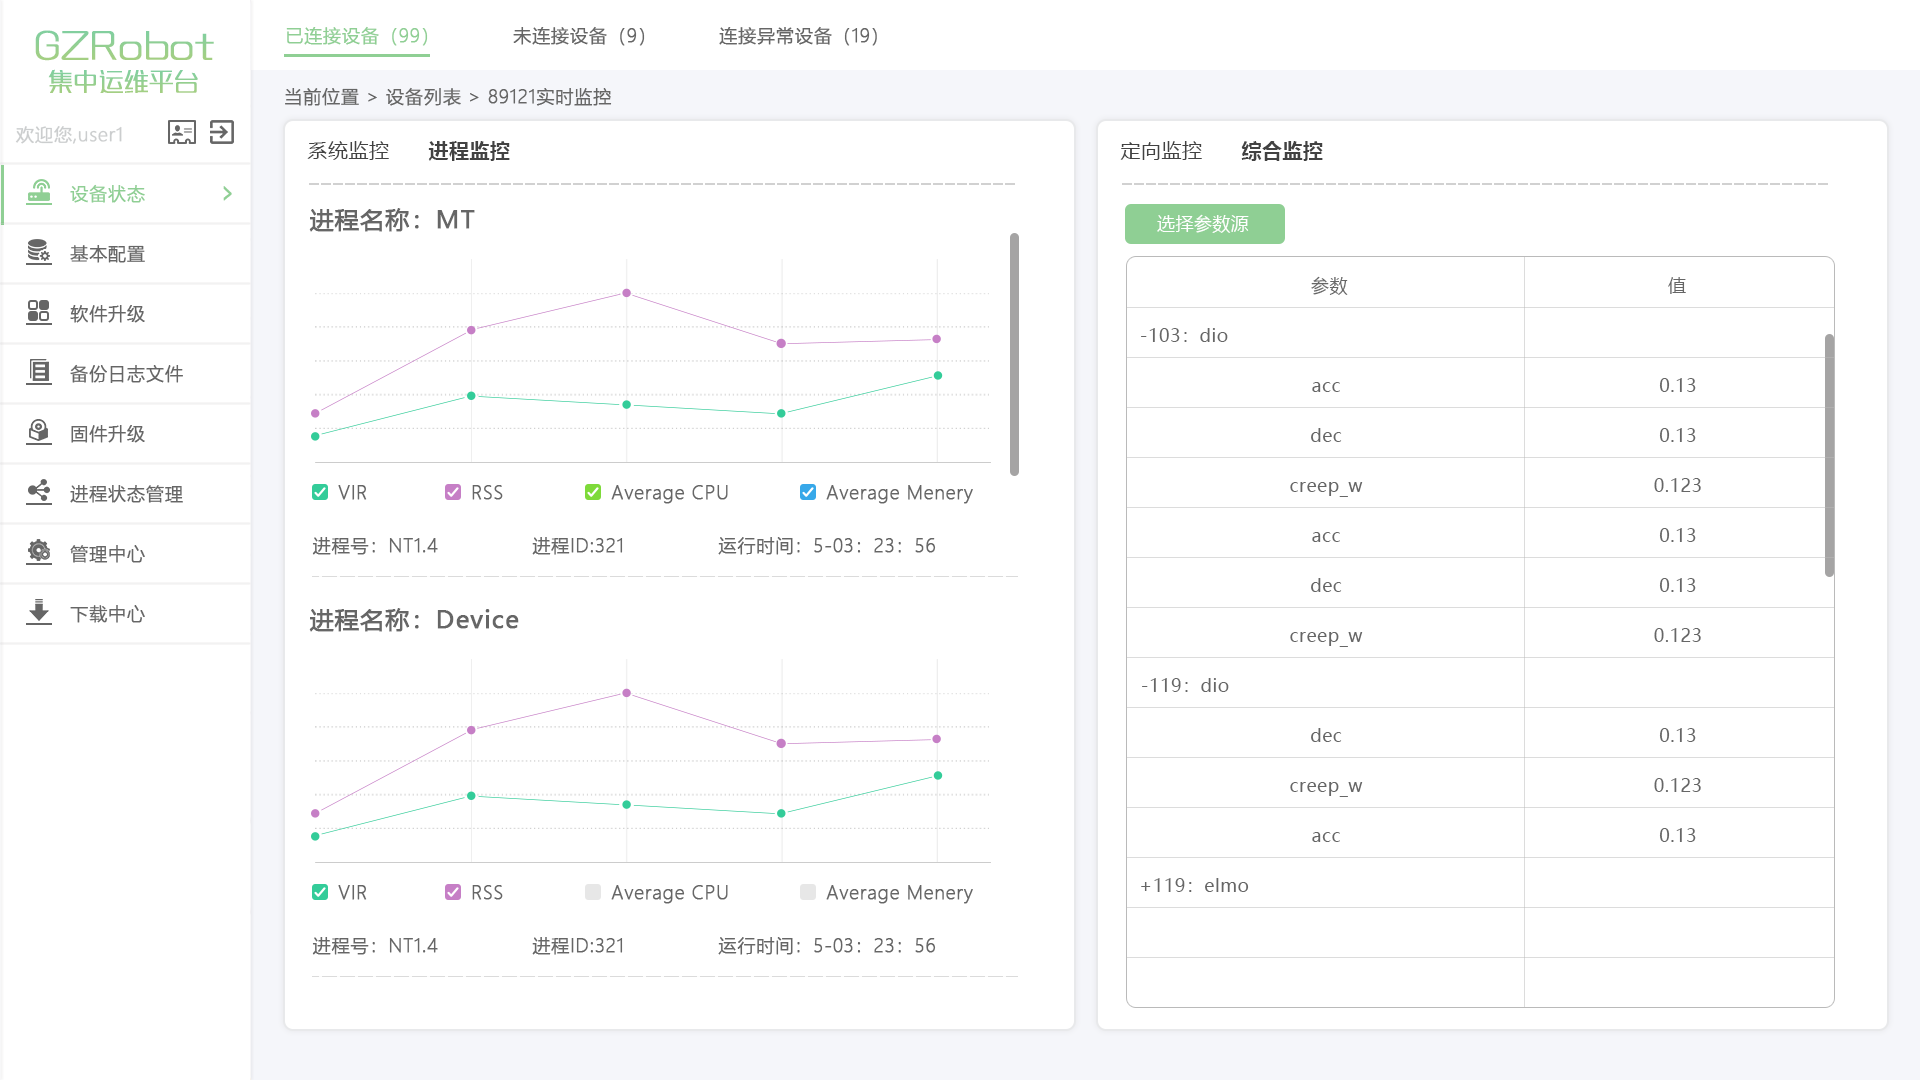 GZRobot
集中运维平台
欢迎您,user1
设备状态
基本配置
软件升级
备份日志文件
固件升级
进程状态管理
管理中心
下载中心
已连接设备（99） 未连接设备（9） 连接异常设备（19）
当前位置 > 设备列表 > 89121实时监控
系统监控 进程监控
进程名称：MT
VIR RSS Average CPU Average Menery
进程号：NT1.4 进程ID:321 运行时间：5-03：23：56
进程名称：Device
VIR RSS Average CPU Average Menery
进程号：NT1.4 进程ID:321 运行时间：5-03：23：56
定向监控 综合监控
选择参数源
参数 值
-103：dio
acc 0.13
dec 0.13
creep_w 0.123
acc 0.13
dec 0.13
creep_w 0.123
-119：dio
dec 0.13
creep_w 0.123
acc 0.13
+119：elmo